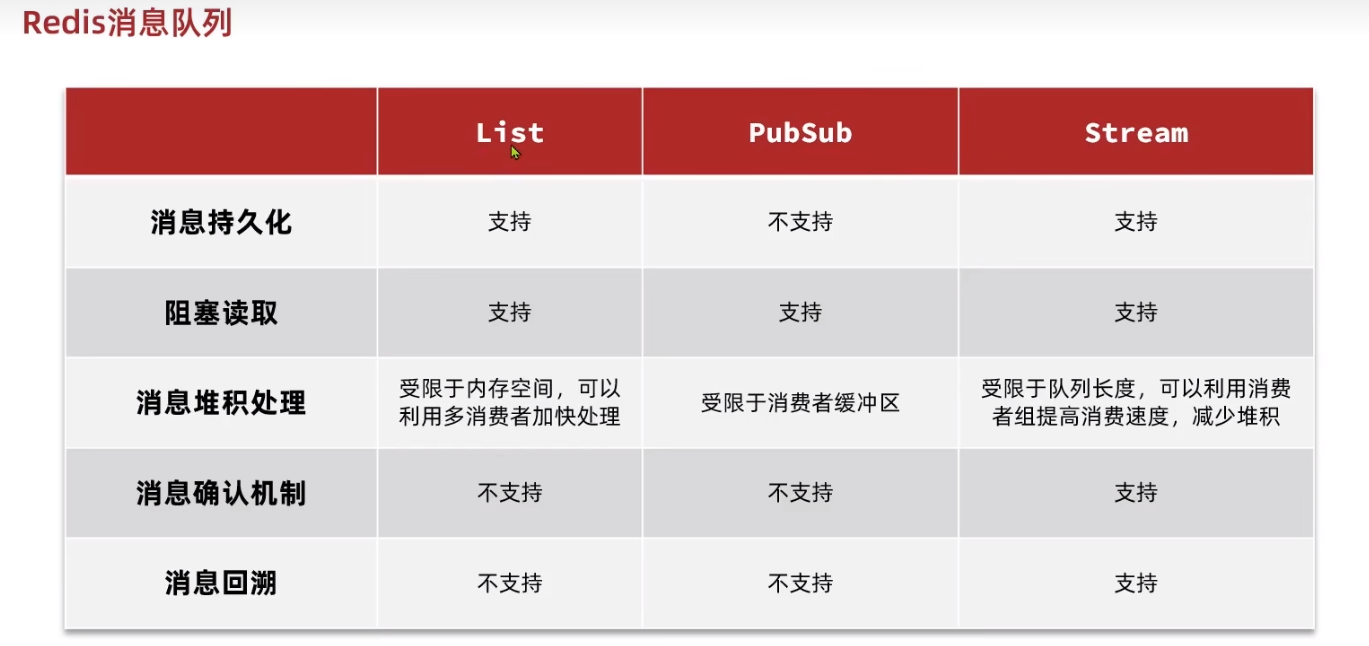 Redis消息队列
List PubSub Stream
消息持久化 支持 不支持 支持
阻塞读取 支持 支持 支持
消息堆积处理 受限于内存空间，可以 受限于消费者缓冲区 受限于队列长度，可以利用消费
利用多消费者加快处理 者组提高消费速度，减少堆积
消息确认机制 不支持 不支持 支持
消息回溯 不支持 不支持 支持